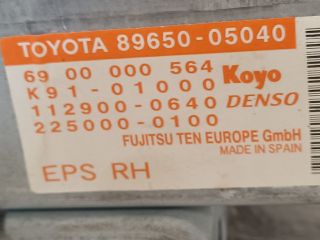 TOYOTA 89650-05040
69 00 000 564 Koyo
K91-01000
112900-0640 DENSO
225000-0100
FUJITSU TEN EUROPE GmbH
MADE IN SPAIN
EPS RH